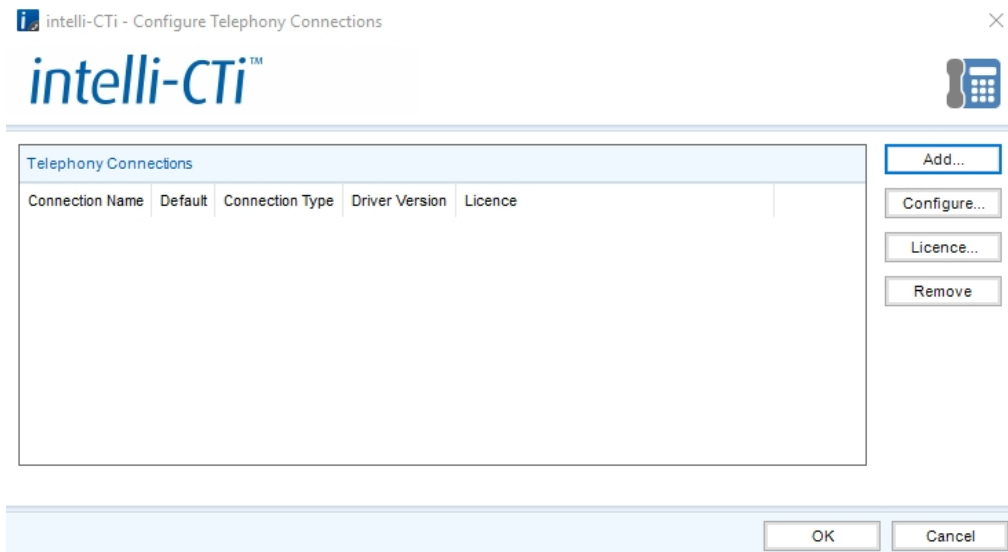 intelli-CTi - Configure Telephony Connections
intelli-CTi™
Telephony Connections
Add...
Connection Name Default Connection Type Driver Version Licence
Configure...
Licence...
Remove
OK Cancel